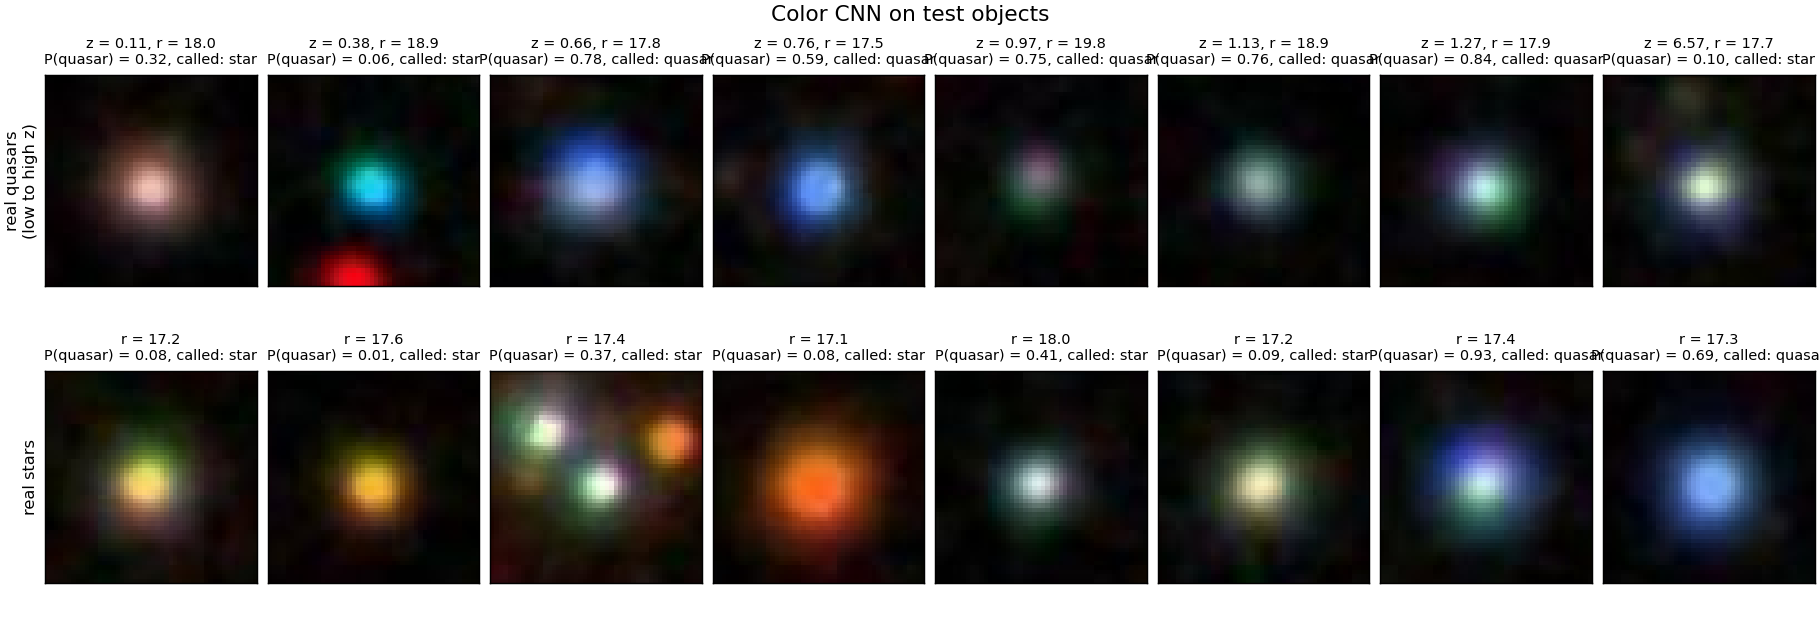 Color CNN on test objects
z = 0.11, r = 18.0
P(quasar) = 0.32, called: star
z = 0.38, r = 18.9
P(quasar) = 0.06, called: star
z = 0.66, r = 17.8
P(quasar) = 0.78, called: quasar
z = 0.76, r = 17.5
P(quasar) = 0.59, called: quasar
z = 0.97, r = 19.8
P(quasar) = 0.75, called: quasar
z = 1.13, r = 18.9
P(quasar) = 0.76, called: quasar
z = 1.27, r = 17.9
P(quasar) = 0.84, called: quasar
z = 6.57, r = 17.7
P(quasar) = 0.10, called: star
real quasars
(low to high z)
r = 17.2
P(quasar) = 0.08, called: star
r = 17.6
P(quasar) = 0.01, called: star
r = 17.4
P(quasar) = 0.37, called: star
r = 17.1
P(quasar) = 0.08, called: star
r = 18.0
P(quasar) = 0.41, called: star
r = 17.2
P(quasar) = 0.09, called: star
r = 17.4
P(quasar) = 0.93, called: quasar
r = 17.3
P(quasar) = 0.69, called: quasa
real stars